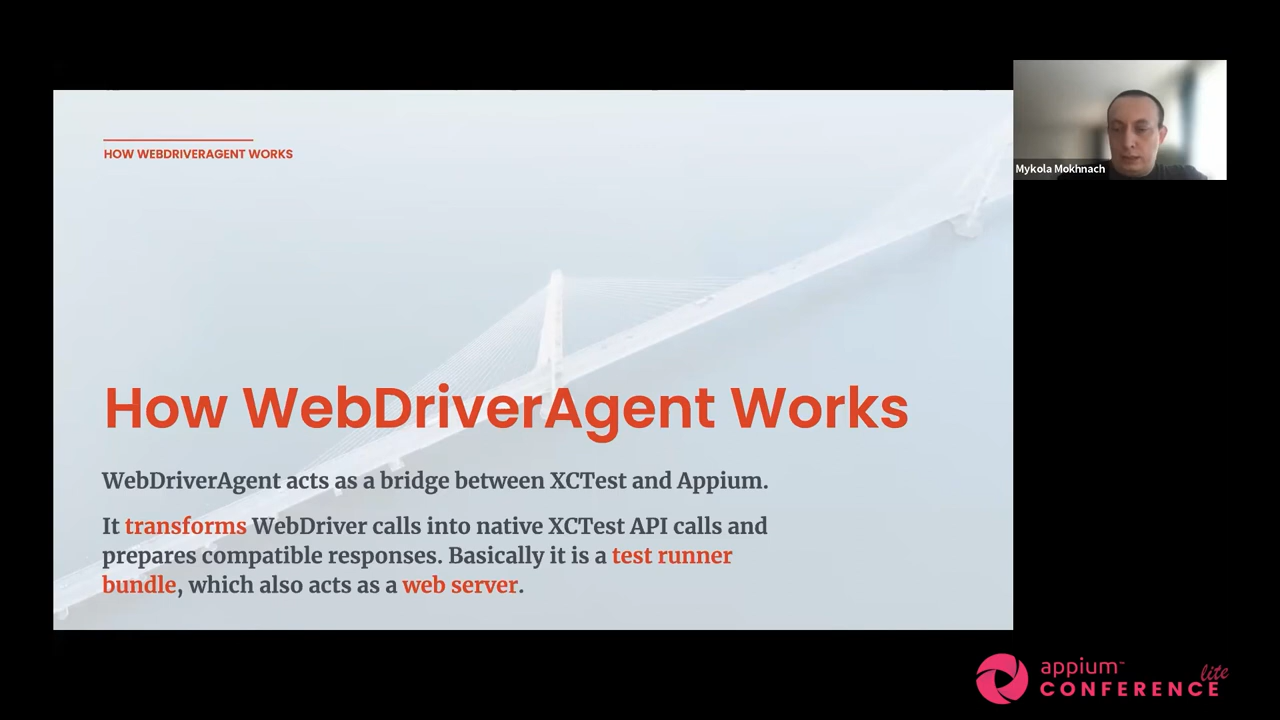 HOW WEBDRIVERAGENT WORKS
How WebDriverAgent Works
WebDriverAgent acts as a bridge between XCTest and Appium.
It transforms WebDriver calls into native XCTest API calls and
prepares compatible responses. Basically it is a test runner
bundle, which also acts as a web server.
Mykola Mokhnach
appium™
CONFERENCE lite